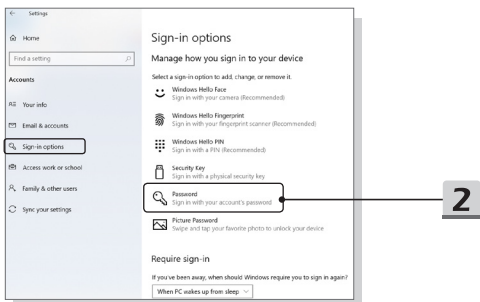 Settings
Home
Find a setting
Accounts
Your info
Email & accounts
Sign-in options
Access work or school
Family & other users
Sync your settings
Sign-in options
Manage how you sign in to your device
Select a sign-in option to add, change, or remove it.
Windows Hello Face
Sign in with your camera (Recommended)
Windows Hello Fingerprint
Sign in with your fingerprint scanner (Recommended)
Windows Hello PIN
Sign in with a PIN (Recommended)
Security Key
Sign in with a physical security key
Password
Sign in with your account's password
Picture Password
Swipe and tap your favorite photo to unlock your device
Require sign-in
If you've been away, when should Windows require you to sign in again?
When PC wakes up from sleep
2